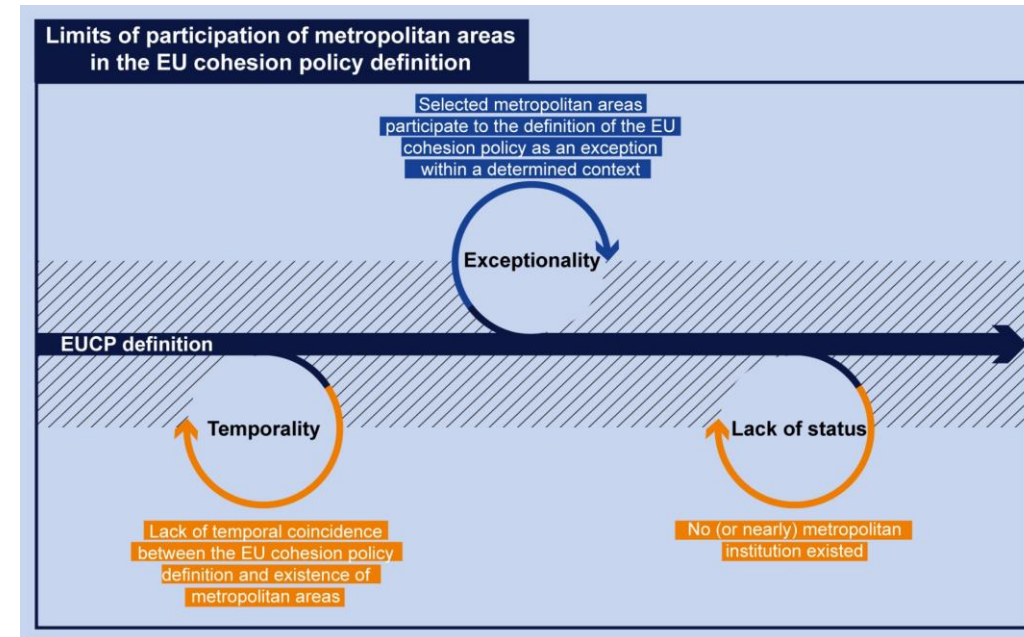 Limits of participation of metropolitan areas
in the EU cohesion policy definition
Selected metropolitan areas
participate to the definition of the EU
cohesion policy as an exception
within a determined context
Exceptionality
EUCP definition
Temporality
Lack of temporal coincidence
between the EU cohesion policy
definition and existence of
metropolitan areas
Lack of status
No (or nearly) metropolitan
institution existed